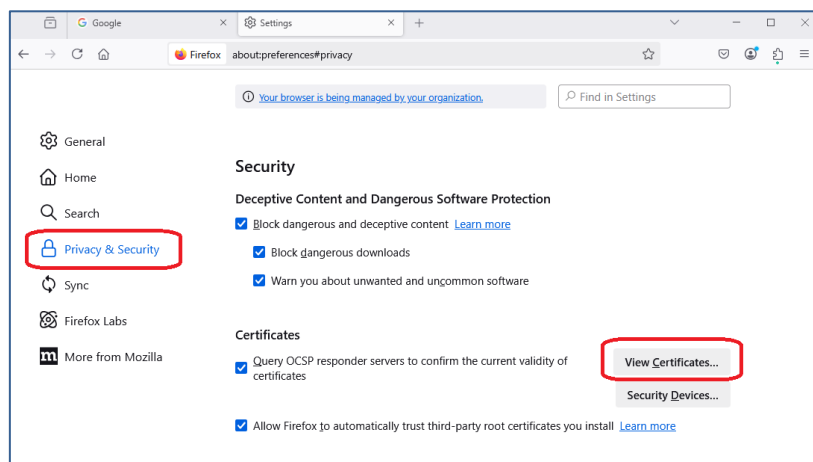 Google
Settings
Firefox about:preferences#privacy
Your browser is being managed by your organization.
Find in Settings
General
Home
Search
Privacy & Security
Sync
Firefox Labs
m More from Mozilla
Security
Deceptive Content and Dangerous Software Protection
Block dangerous and deceptive content Learn more
Block dangerous downloads
Warn you about unwanted and uncommon software
Certificates
Query OCSP responder servers to confirm the current validity of
certificates
View Certificates...
Security Devices...
Allow Firefox to automatically trust third-party root certificates you install Learn more